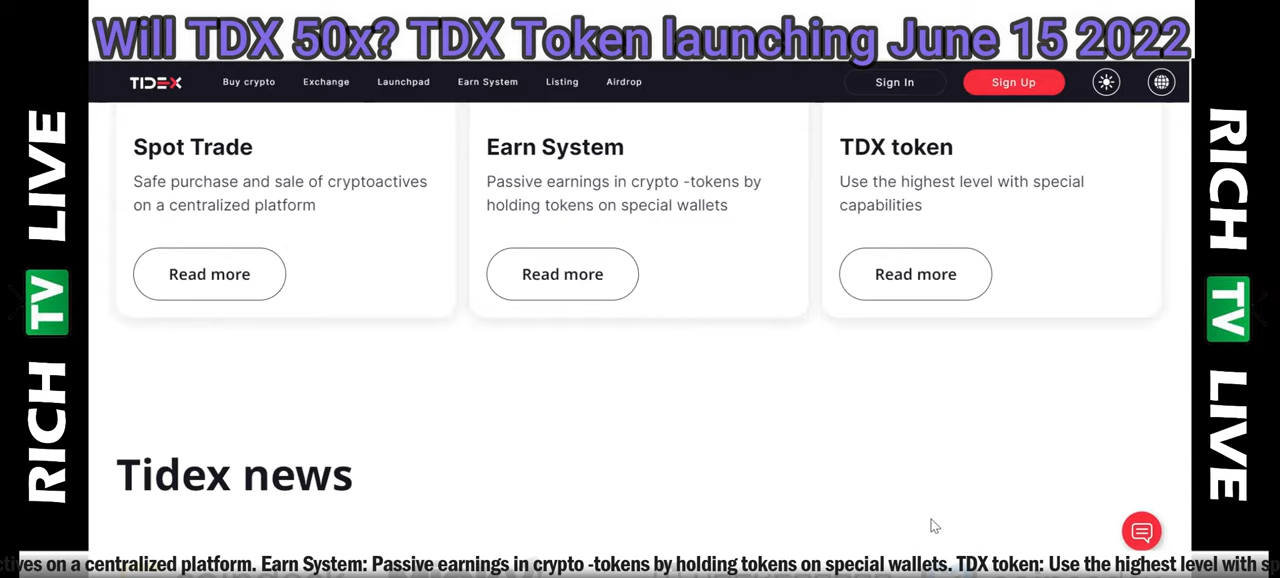 Will TDX 50x? TDX Token launching June 15 2022
TIDEX
Buy crypto
Exchange
Launchpad
Earn System
Listing
Airdrop
Sign In
Sign Up
RICH TV LIVE
Spot Trade
Safe purchase and sale of cryptoactives
on a centralized platform
Read more
Earn System
Passive earnings in crypto -tokens by
holding tokens on special wallets
Read more
TDX token
Use the highest level with special
capabilities
Read more
RICH TV LIVE
Tidex news
on a centralized platform. Earn System: Passive earnings in crypto -tokens by holding tokens on special wallets. TDX token: Use the highest level with